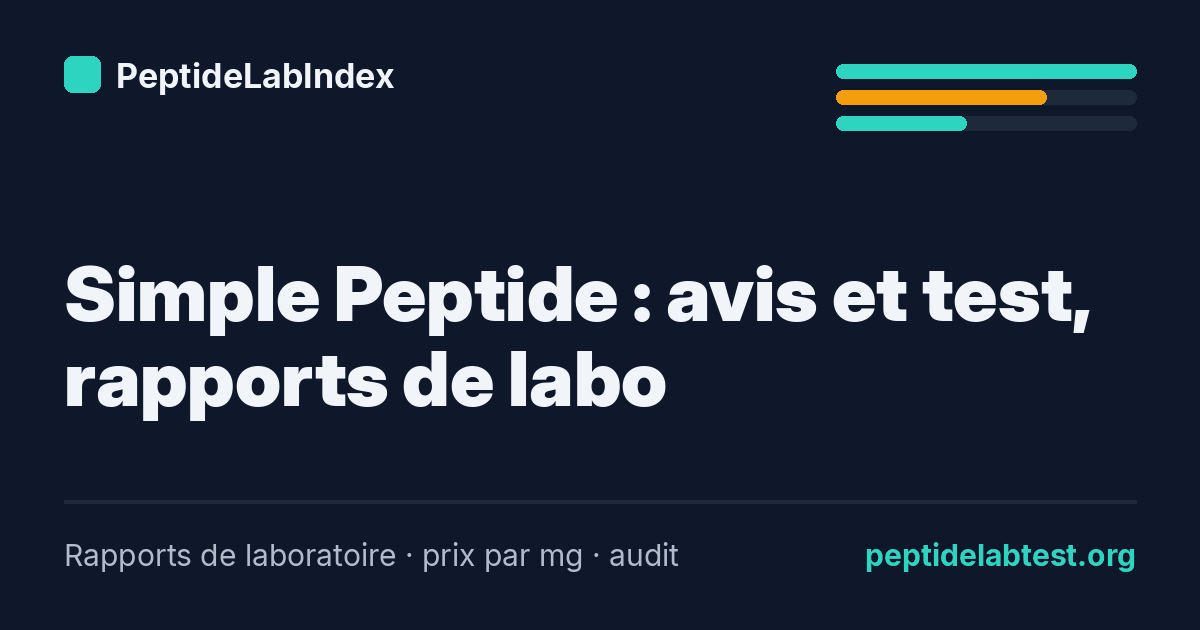 PeptideLabIndex
Simple Peptide : avis et test,
rapports de labo
Rapports de laboratoire · prix par mg · audit
peptidelabtest.org